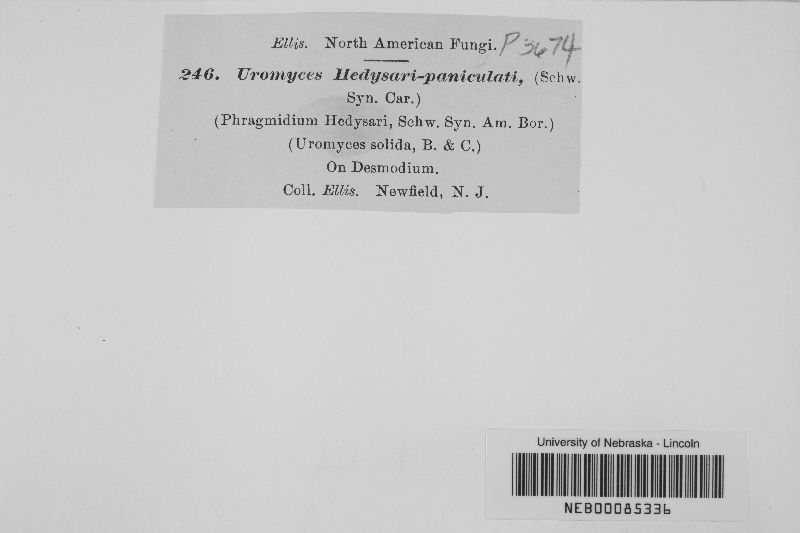 Ellis. North American Fungi. P 3674
246. Uromyces Hedysari-paniculati, (Schw.
Syn. Car.)
(Phragmidium Hedysari, Schw. Syn. Am. Bor.)
(Uromyces solida, B. & C.)
On Desmodium.
Coll. Ellis. Newfield, N. J.
University of Nebraska - Lincoln
NEB00085336